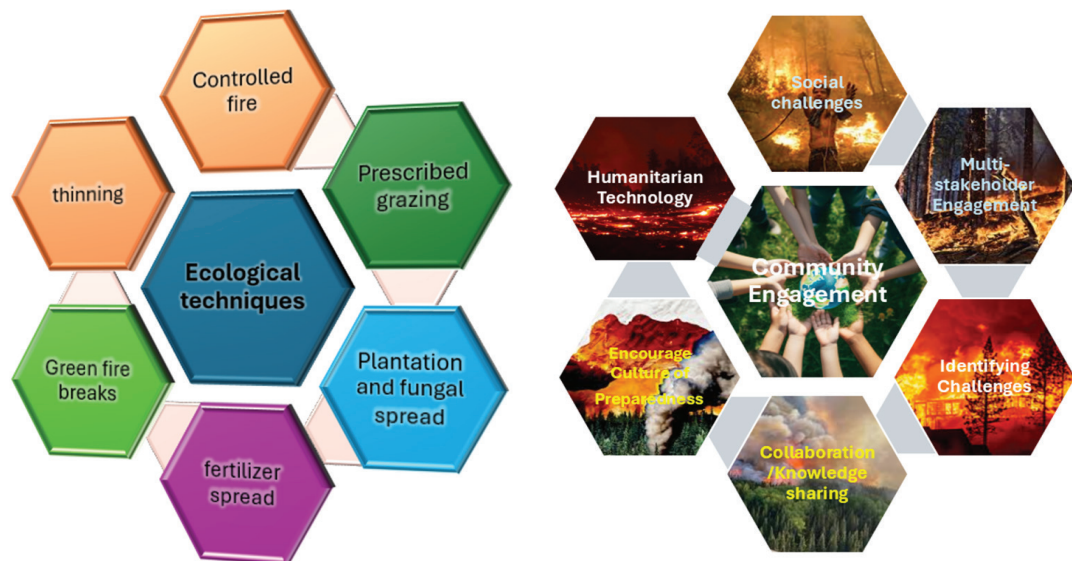 Controlled
fire
Prescribed
grazing
Plantation
and fungal
spread
fertilizer
spread
Green fire
breaks
thinning
Ecological
techniques
Social
challenges
Multi-
stakeholder
Engagement
Identifying
Challenges
Collaboration
/Knowledge
sharing
Encourage
Culture of
Preparedness
Humanitarian
Technology
Community
Engagement